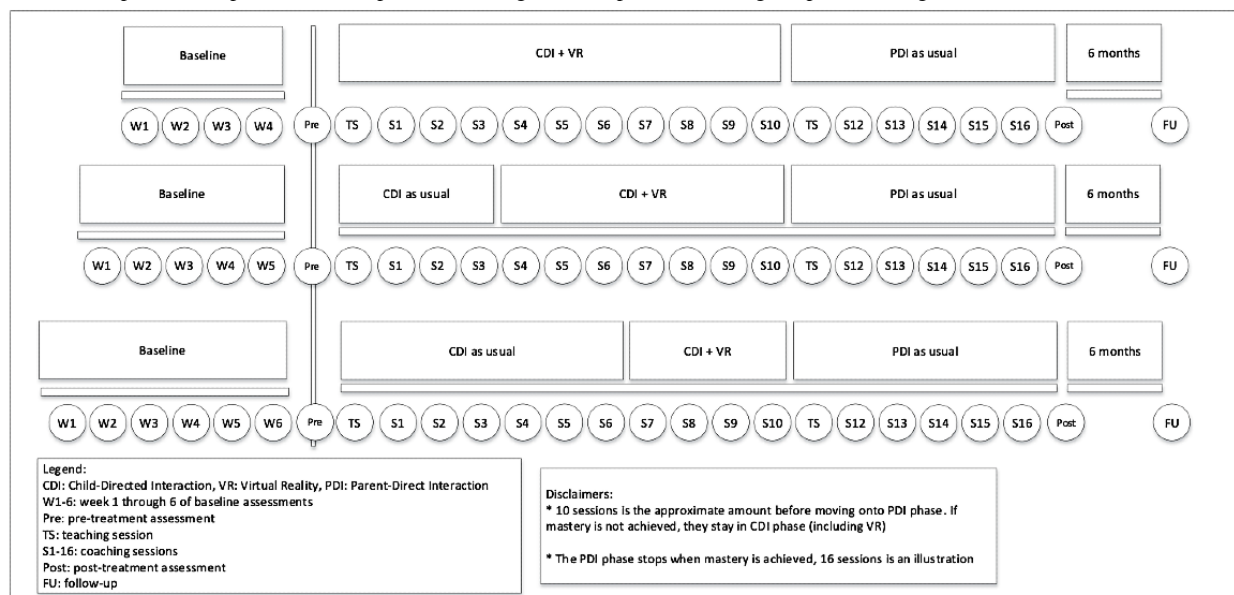 Baseline CDI + VR PDI as usual 6 months
W1 W2 W3 W4 Pre TS S1 S2 S3 S4 S5 S6 S7 S8 S9 S10 TS S12 S13 S14 S15 S16 Post FU
Baseline CDI as usual CDI + VR PDI as usual 6 months
W1 W2 W3 W4 W5 Pre TS S1 S2 S3 S4 S5 S6 S7 S8 S9 S10 TS S12 S13 S14 S15 S16 Post FU
Baseline CDI as usual CDI + VR PDI as usual 6 months
W1 W2 W3 W4 W5 W6 Pre TS S1 S2 S3 S4 S5 S6 S7 S8 S9 S10 TS S12 S13 S14 S15 S16 Post FU
Legend:
CDI: Child-Directed Interaction, VR: Virtual Reality, PDI: Parent-Direct Interaction
W1-6: week 1 through 6 of baseline assessments
Pre: pre-treatment assessment
TS: teaching session
S1-16: coaching sessions
Post: post-treatment assessment
FU: follow-up
Disclaimers:
* 10 sessions is the approximate amount before moving onto PDI phase. If
mastery is not achieved, they stay in CDI phase (including VR)
* The PDI phase stops when mastery is achieved, 16 sessions is an illustration